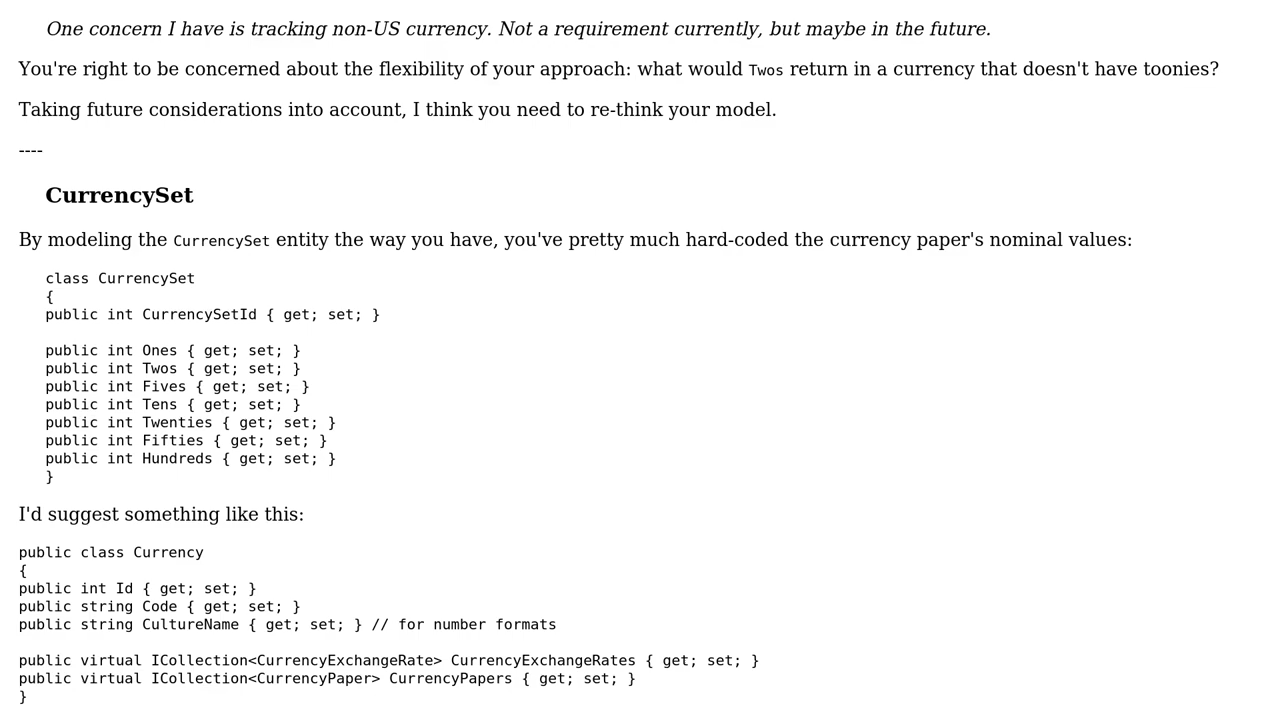 One concern I have is tracking non-US currency. Not a requirement currently, but maybe in the future.
You're right to be concerned about the flexibility of your approach: what would Twos return in a currency that doesn't have toonies?
Taking future considerations into account, I think you need to re-think your model.
----
CurrencySet
By modeling the CurrencySet entity the way you have, you've pretty much hard-coded the currency paper's nominal values:
class CurrencySet
{
public int CurrencySetId { get; set; }
public int Ones { get; set; }
public int Twos { get; set; }
public int Fives { get; set; }
public int Tens { get; set; }
public int Twenties { get; set; }
public int Fifties { get; set; }
public int Hundreds { get; set; }
}
I'd suggest something like this:
public class Currency
{
public int Id { get; set; }
public string Code { get; set; }
public string CultureName { get; set; } // for number formats
public virtual ICollection<CurrencyExchangeRate> CurrencyExchangeRates { get; set; }
public virtual ICollection<CurrencyPaper> CurrencyPapers { get; set; }
}